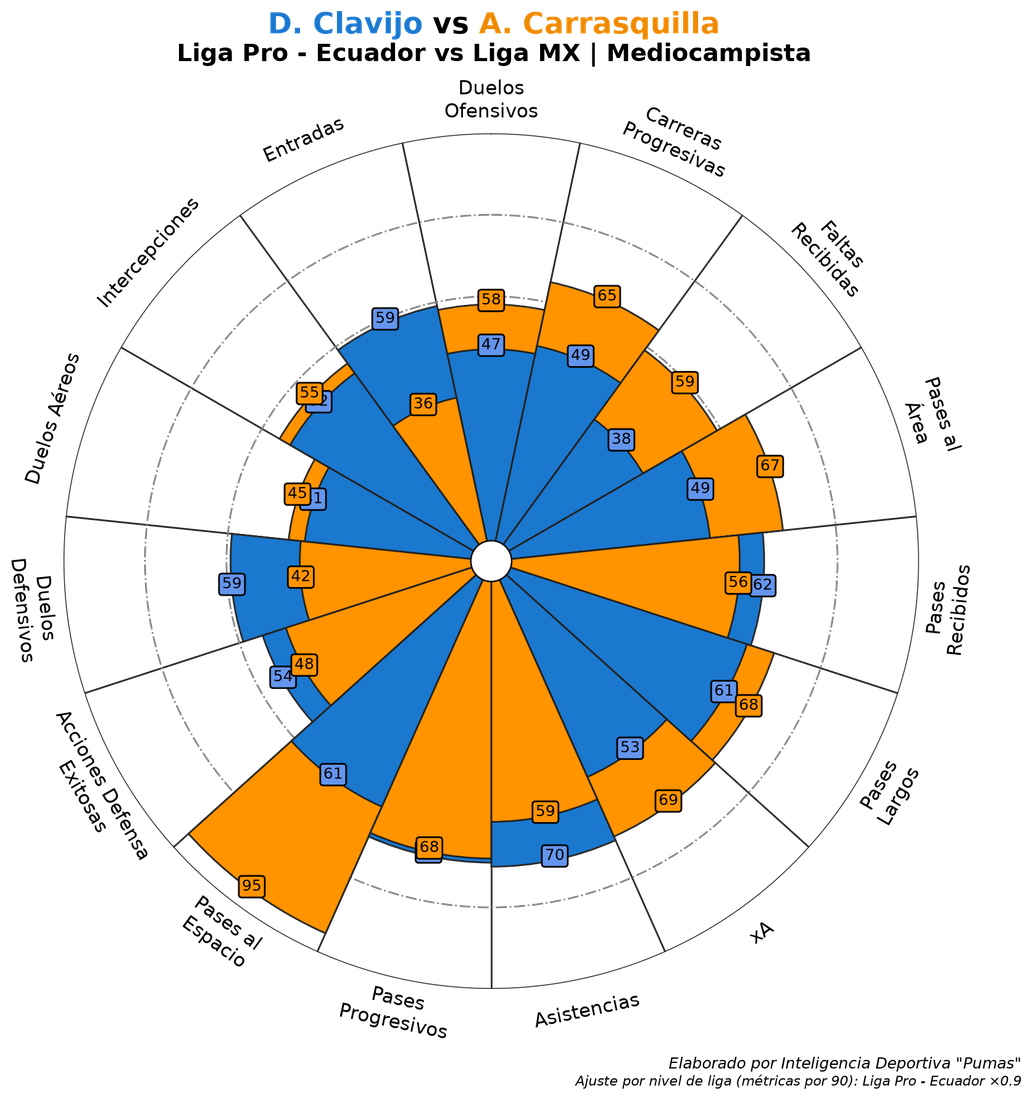 D. Clavijo vs A. Carrasquilla
Liga Pro - Ecuador vs Liga MX | Mediocampista
Duelos
Ofensivos
Carreras
Progresivas
Faltas
Recibidas
Pases al
Área
Pases
Recibidos
Pases
Largos
xA
Asistencias
Pases
Progresivos
Pases al
Espacio
Acciones Defensa
Exitosas
Duelos
Defensivos
Duelos Aéreos
Intercepciones
Entradas
58
47
65
49
59
38
67
49
56
62
61
68
53
69
59
70
68
61
95
48
54
42
59
45
55
59
36
Elaborado por Inteligencia Deportiva "Pumas"
Ajuste por nivel de liga (métricas por 90): Liga Pro - Ecuador ×0.9